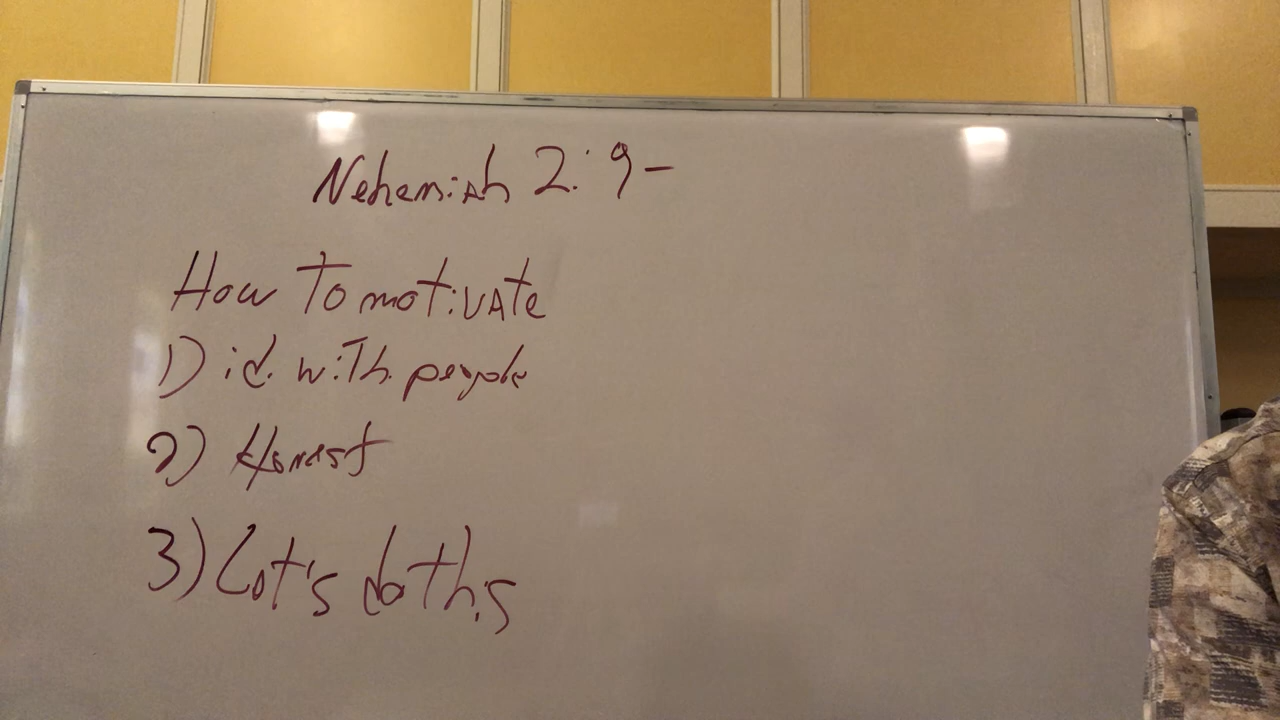 Nehemiah 2:9-
How To motivate
1) id. with people
2) Honest
3) Let's do this